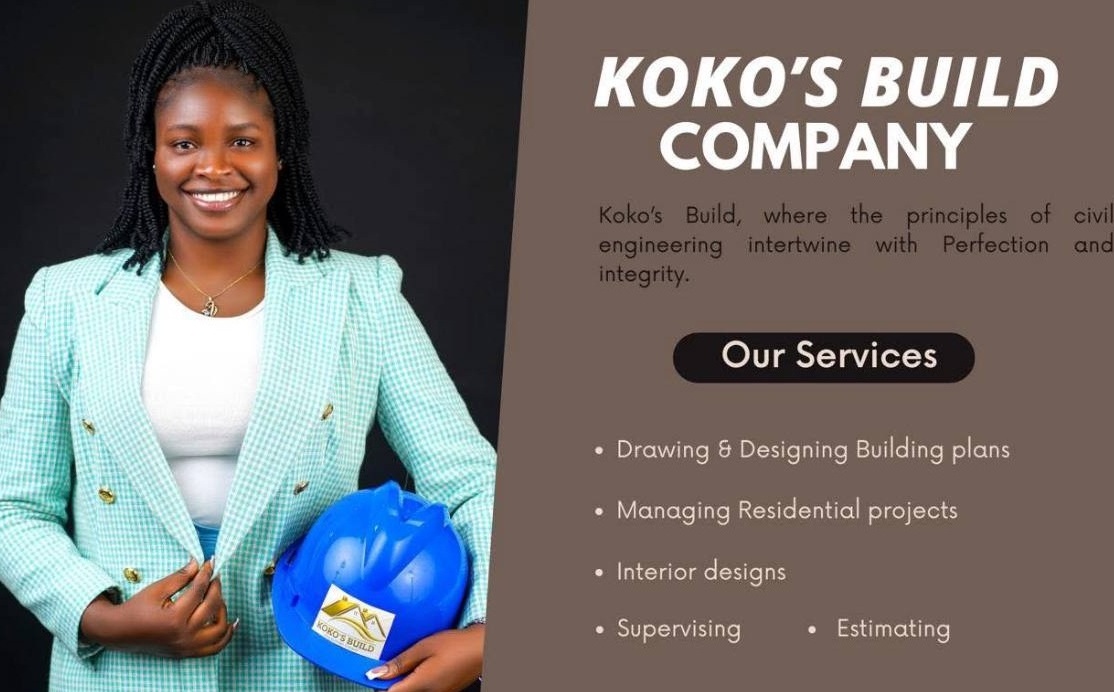 KOKO'S BUILD
COMPANY
Koko's Build, where the principles of civil
engineering intertwine with Perfection and
integrity.
Our Services
• Drawing & Designing Building plans
• Managing Residential projects
• Interior designs
• Supervising • Estimating
KOKO'S BUILD